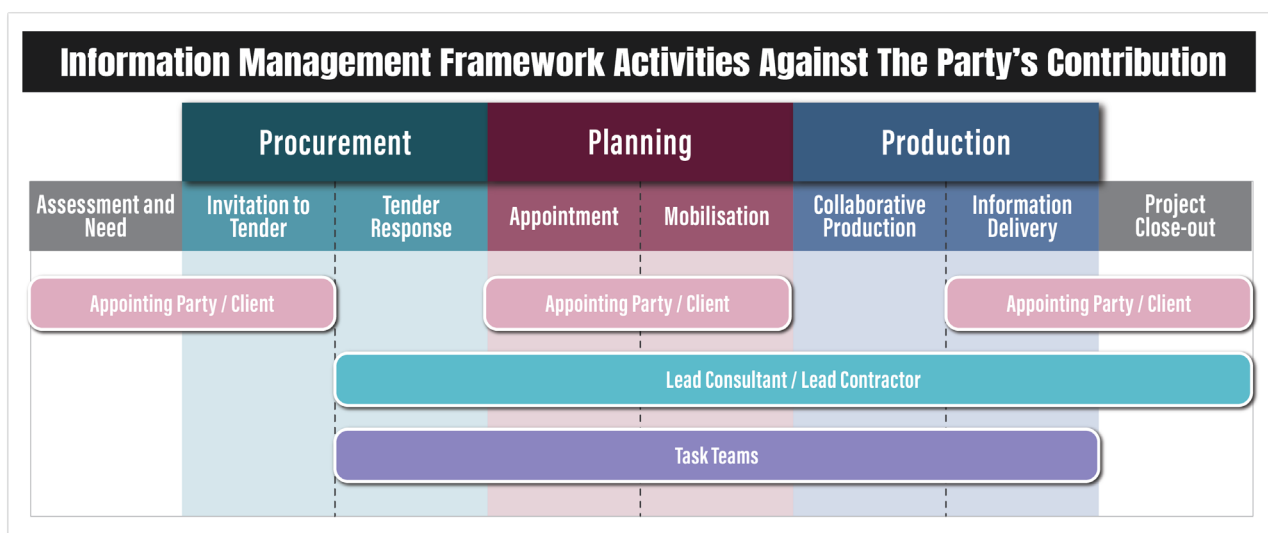 Information Management Framework Activities Against The Party's Contribution
Procurement
Planning
Production
Assessment and
Need
Invitation to
Tender
Tender
Response
Appointment
Mobilisation
Collaborative
Production
Information
Delivery
Project
Close-out
Appointing Party / Client
Appointing Party / Client
Appointing Party / Client
Lead Consultant / Lead Contractor
Task Teams